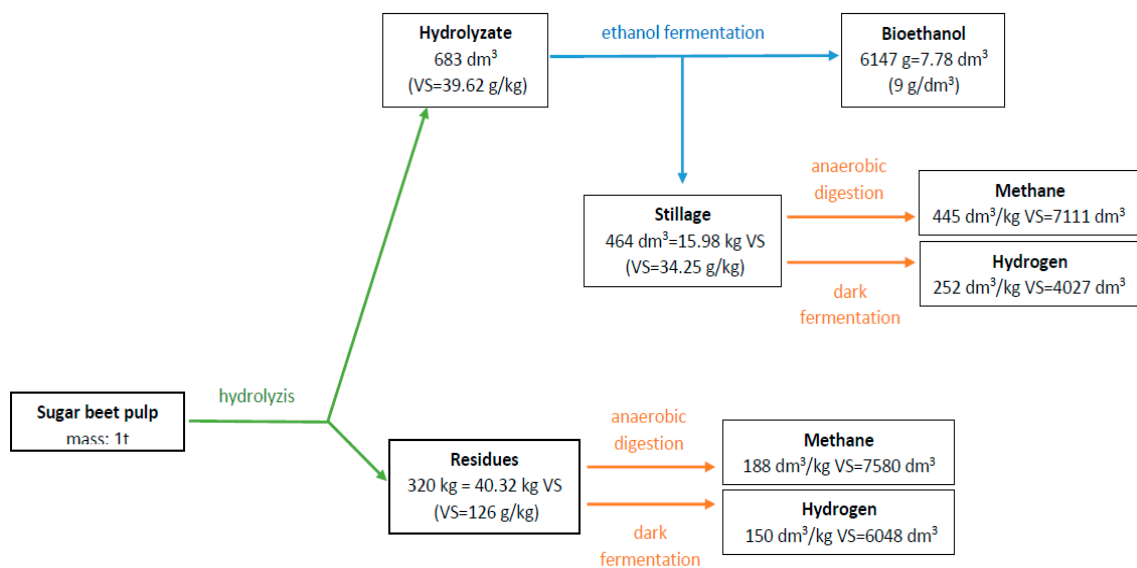 Hydrolyzate
683 dm³
(VS=39.62 g/kg)
ethanol fermentation
Bioethanol
6147 g=7.78 dm³
(9 g/dm³)
Stillage
464 dm³=15.98 kg VS
(VS=34.25 g/kg)
anaerobic
digestion
Methane
445 dm³/kg VS=7111 dm³
Hydrogen
252 dm³/kg VS=4027 dm³
dark
fermentation
Sugar beet pulp
mass: 1t
hydrolyzis
Residues
320 kg = 40.32 kg VS
(VS=126 g/kg)
anaerobic
digestion
Methane
188 dm³/kg VS=7580 dm³
Hydrogen
150 dm³/kg VS=6048 dm³
dark
fermentation